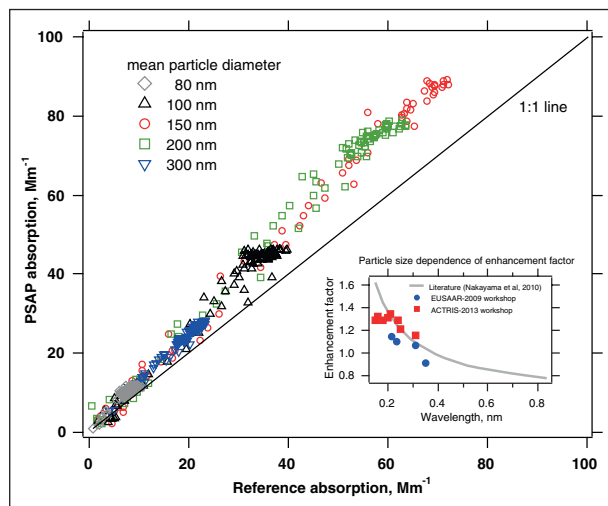 100
80
60
40
20
0
PSAP absorption, Mm-1
mean particle diameter
80 nm
100 nm
150 nm
200 nm
300 nm
1:1 line
Particle size dependence of enhancement factor
Literature (Nakayama et al, 2010)
EUSAAR-2009 workshop
ACTRIS-2013 workshop
1.6
1.4
1.2
1.0
0.8
Enhancement factor
0.2 0.4 0.6 0.8
Wavelength, nm
0 20 40 60 80 100
Reference absorption, Mm-1